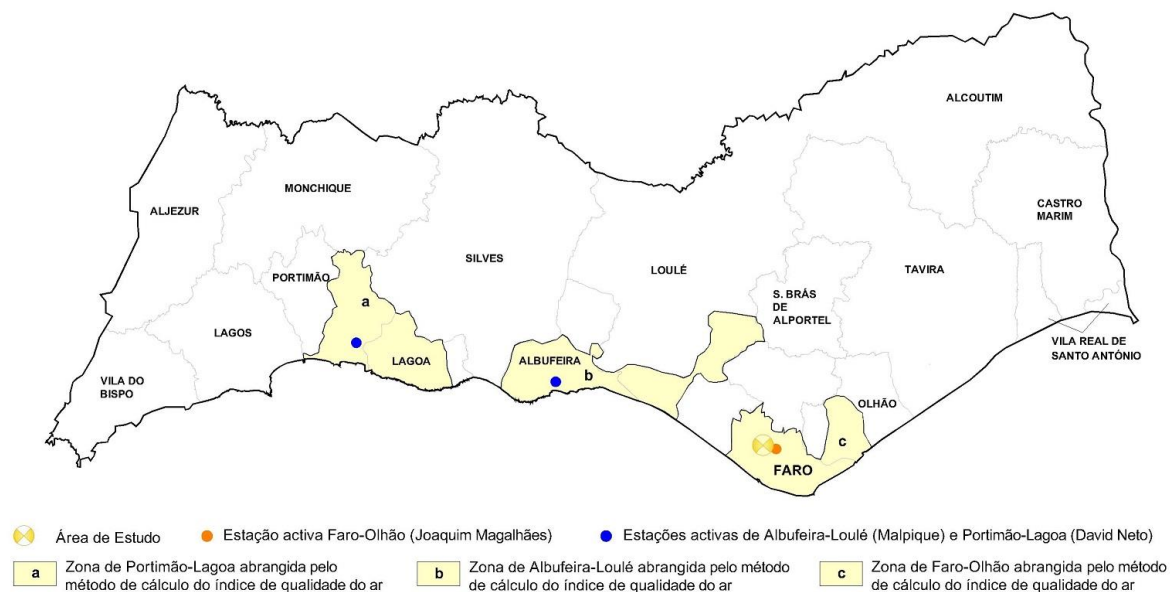 ALCOUTIM
MONCHIQUE
ALJEZUR
CASTRO
MARIM
SILVES
LOULÉ
TAVIRA
PORTIMÃO
S. BRÁS
DE
ALPORTEL
a
LAGOS
VILA REAL DE
SANTO ANTÓNIO
LAGOA
ALBUFEIRA
b
VILA DO
BISPO
OLHÃO
c
FARO
Área de Estudo
Estação activa Faro-Olhão (Joaquim Magalhães)
Estações activas de Albufeira-Loulé (Malpique) e Portimão-Lagoa (David Neto)
a Zona de Portimão-Lagoa abrangida pelo
método de cálculo do índice de qualidade do ar
b Zona de Albufeira-Loulé abrangida pelo método
de cálculo do índice de qualidade do ar
c Zona de Faro-Olhão abrangida pelo método
de cálculo do índice de qualidade do ar